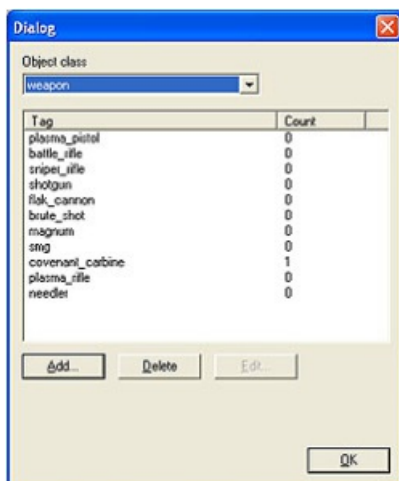 Dialog
Object class
weapon
Tag Count
plasma_pistol 0
battle_rifle 0
sniper_rifle 0
shotgun 0
flak_cannon 0
brute_shot 0
magnum 0
smg 0
covenant_carbine 1
plasma_rifle 0
needler 0
Add... Delete Edit...
OK